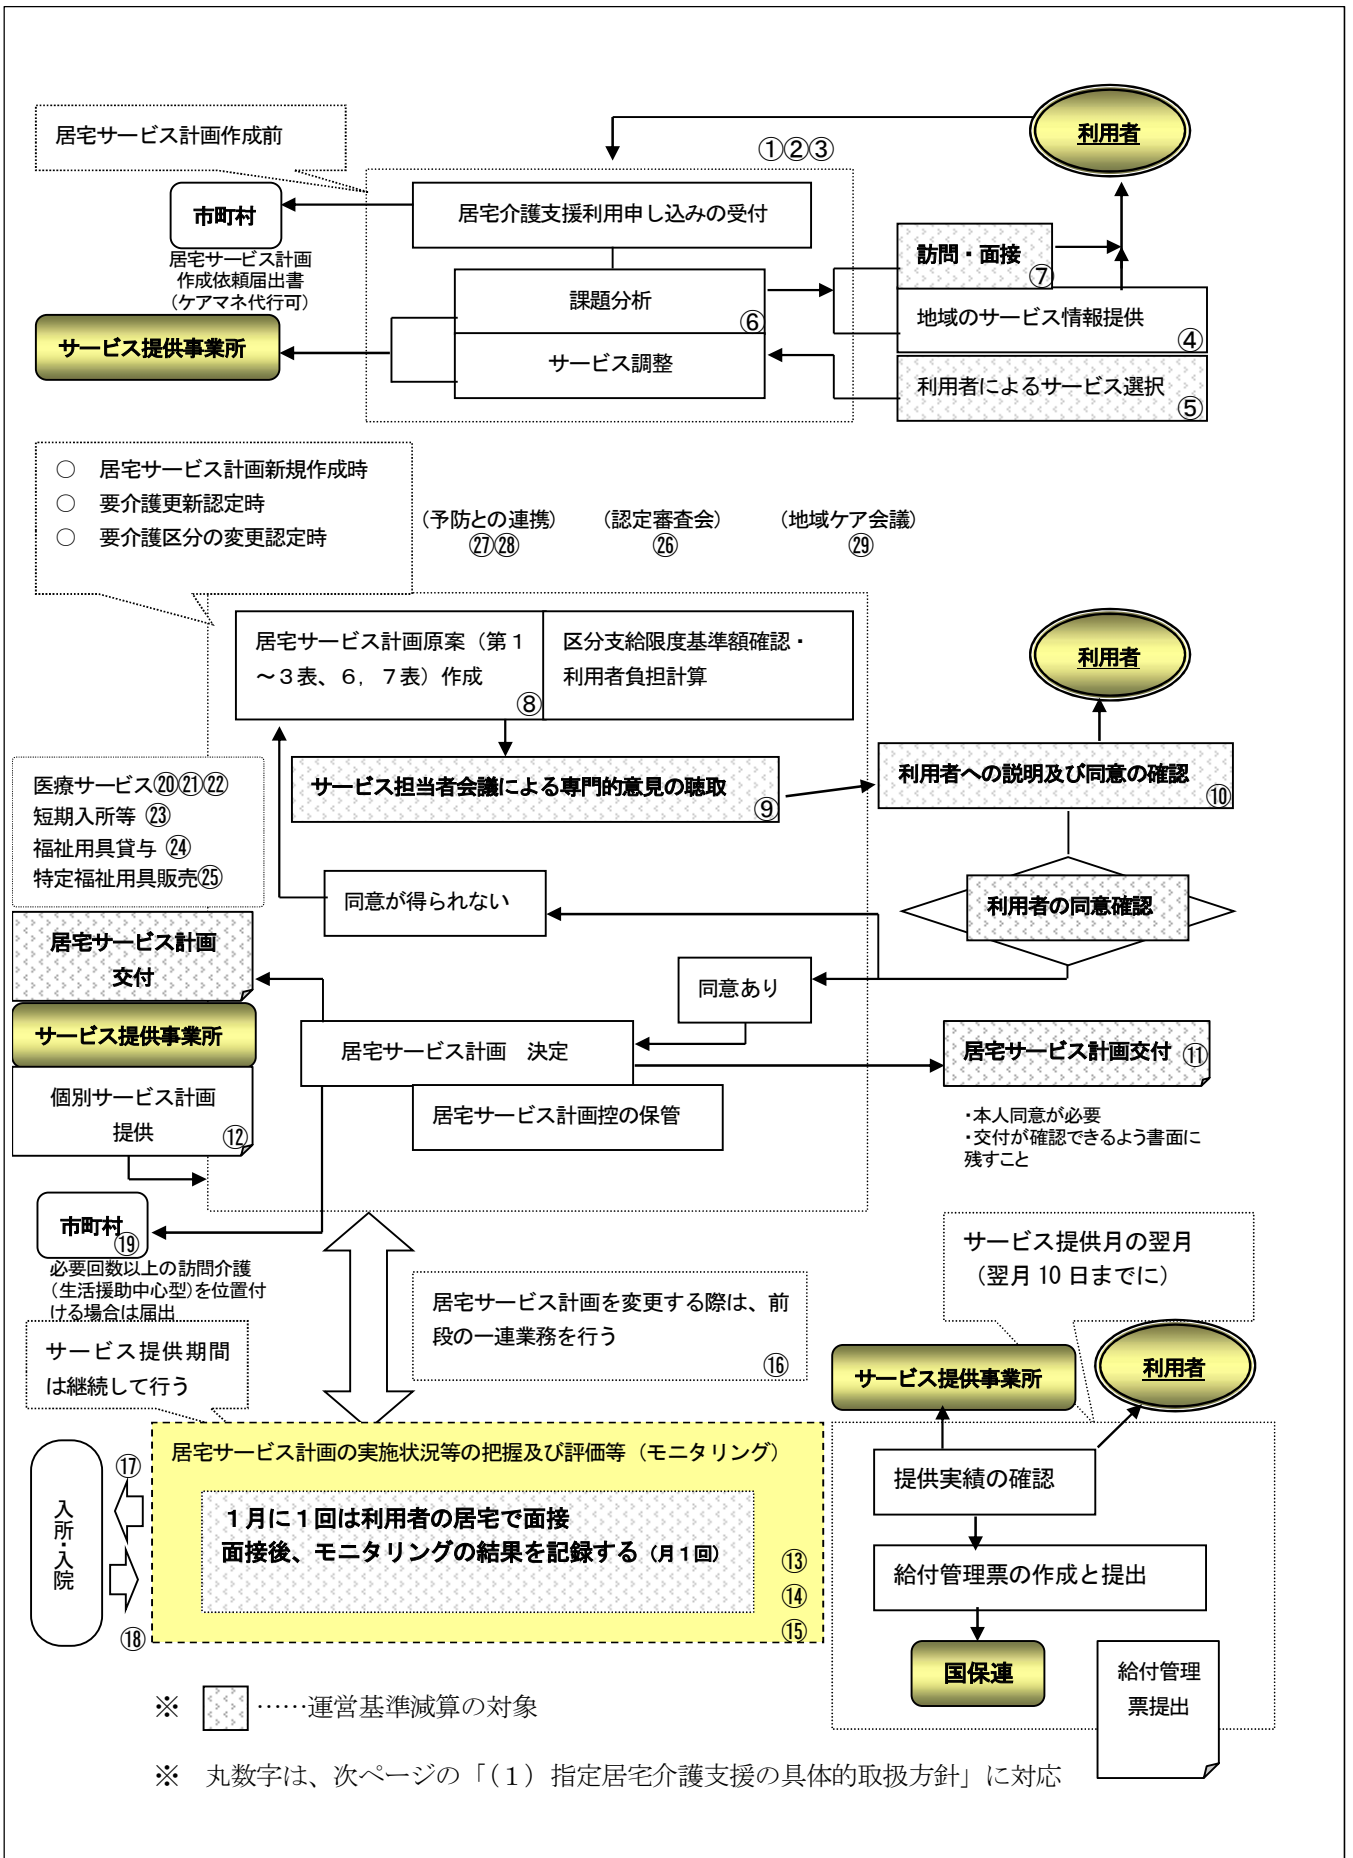 居宅サービス計画作成前
利用者
①②③
市町村
居宅サービス計画
作成依頼届出書
（ケアマネ代行可）
居宅介護支援利用申し込みの受付
訪問・面接
⑦
課題分析
⑥
地域のサービス情報提供
④
サービス提供事業所
サービス調整
利用者によるサービス選択
⑤
○ 居宅サービス計画新規作成時
○ 要介護更新認定時
○ 要介護区分の変更認定時
（予防との連携）
㉗㉘
（認定審査会）
㉖
（地域ケア会議）
㉙
居宅サービス計画原案（第１
～３表、６，７表）作成
⑧
区分支給限度基準額確認・
利用者負担計算
利用者
サービス担当者会議による専門的意見の聴取
⑨
利用者への説明及び同意の確認
⑩
医療サービス⑳㉑㉒
短期入所等 ㉓
福祉用具貸与 ㉔
特定福祉用具販売㉕
同意が得られない
利用者の同意確認
居宅サービス計画
交付
同意あり
サービス提供事業所
居宅サービス計画　決定
居宅サービス計画交付
⑪
個別サービス計画
提供
⑫
居宅サービス計画控の保管
・本人同意が必要
・交付が確認できるよう書面に
残すこと
市町村
⑲
必要回数以上の訪問介護
（生活援助中心型）を位置付
ける場合は届出
サービス提供月の翌月
（翌月 10 日までに）
居宅サービス計画を変更する際は、前
段の一連業務を行う
⑯
サービス提供期間
は継続して行う
サービス提供事業所
利用者
居宅サービス計画の実施状況等の把握及び評価等（モニタリング）
⑰
入所・入院
⑱
１月に１回は利用者の居宅で面接
面接後、モニタリングの結果を記録する（月１回）
⑬
⑭
⑮
提供実績の確認
給付管理票の作成と提出
国保連
給付管理
票提出
※ ……運営基準減算の対象
※ 丸数字は、次ページの「（１）指定居宅介護支援の具体的取扱方針」に対応